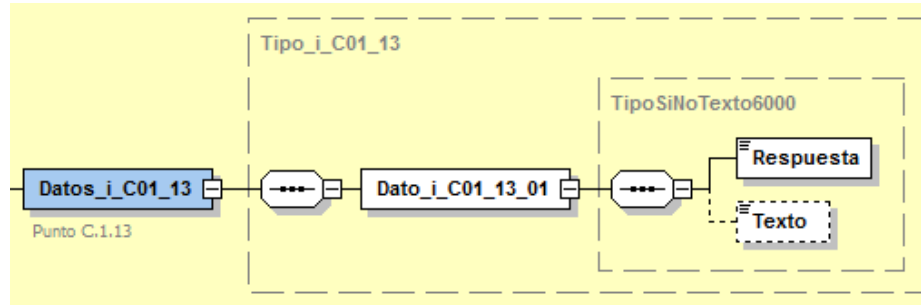 Tipo_i_C01_13
TipoSiNoTexto6000
Respuesta
Datos_i_C01_13
Dato_i_C01_13_01
Texto
Punto C.1.13